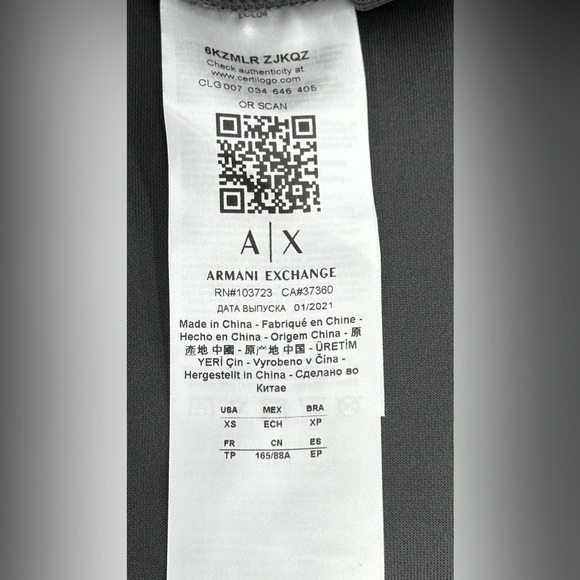 6KZMLR ZJKQZ
Check authenticity at
www.certilogo.com
CLG 007 034 646 405
OR SCAN
A|X
ARMANI EXCHANGE
RN#103723 CA#37360
ДАТА ВЫПУСКА 01/2021
Made in China - Fabriqué en Chine -
Hecho en China - Origem China - 原
產地 中國 - 原产地 中国 - ÜRETİM
YERİ Çin - Vyrobeno v Čína -
Hergestellt in China - Сделано во
Китае
USA MEX BRA
XS ECH XP
FR CN ES
TP 165/88A EP